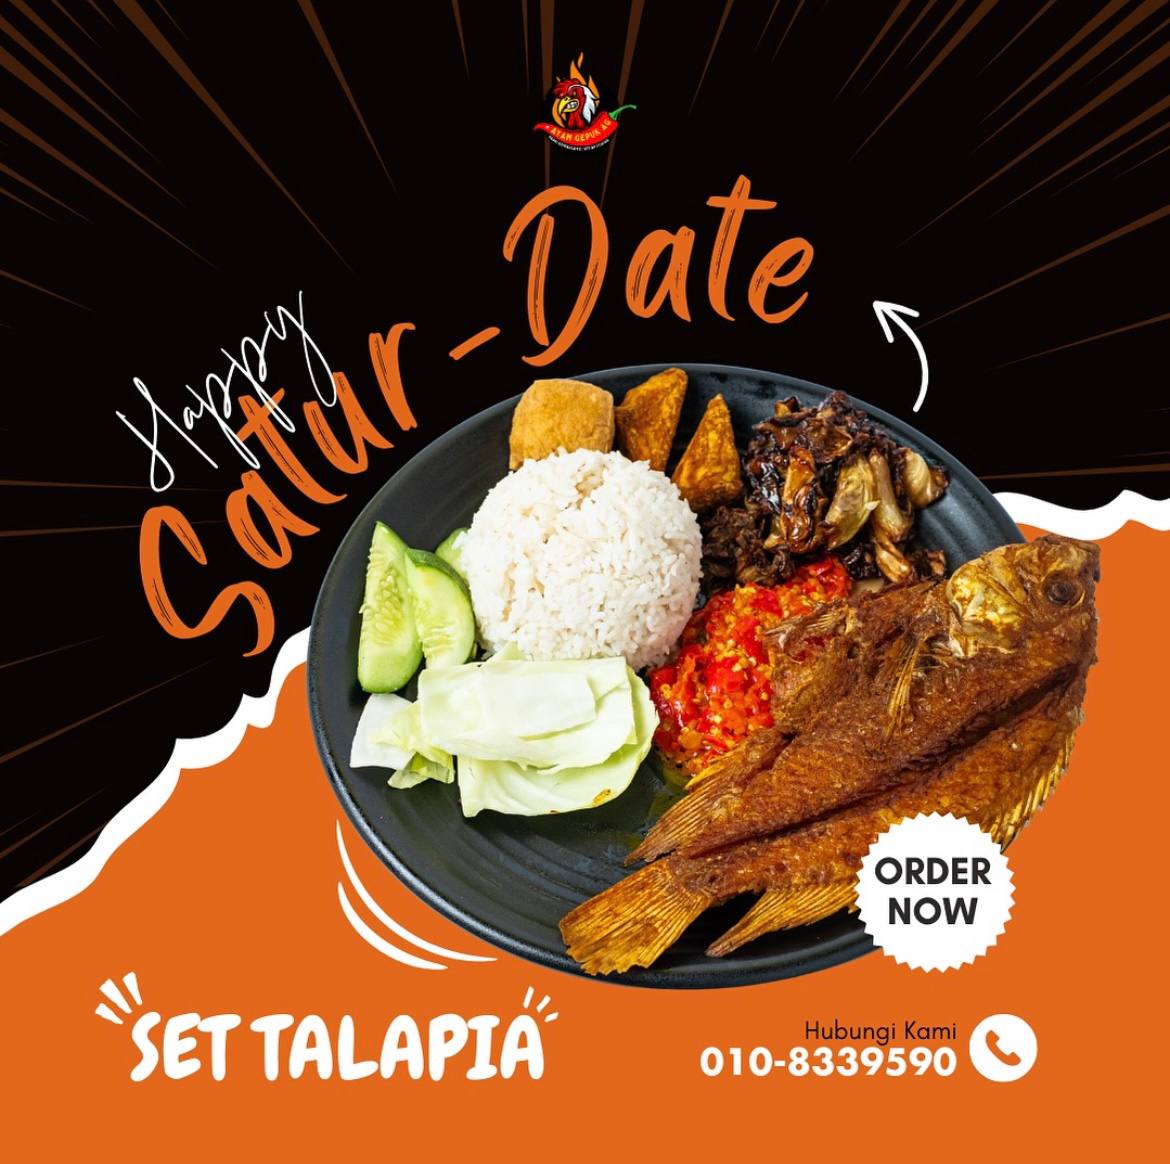 AYAM GEPUK AG
Happy
Satur-Date
ORDER
NOW
SET TALAPIA
Hubungi Kami
010-8339590